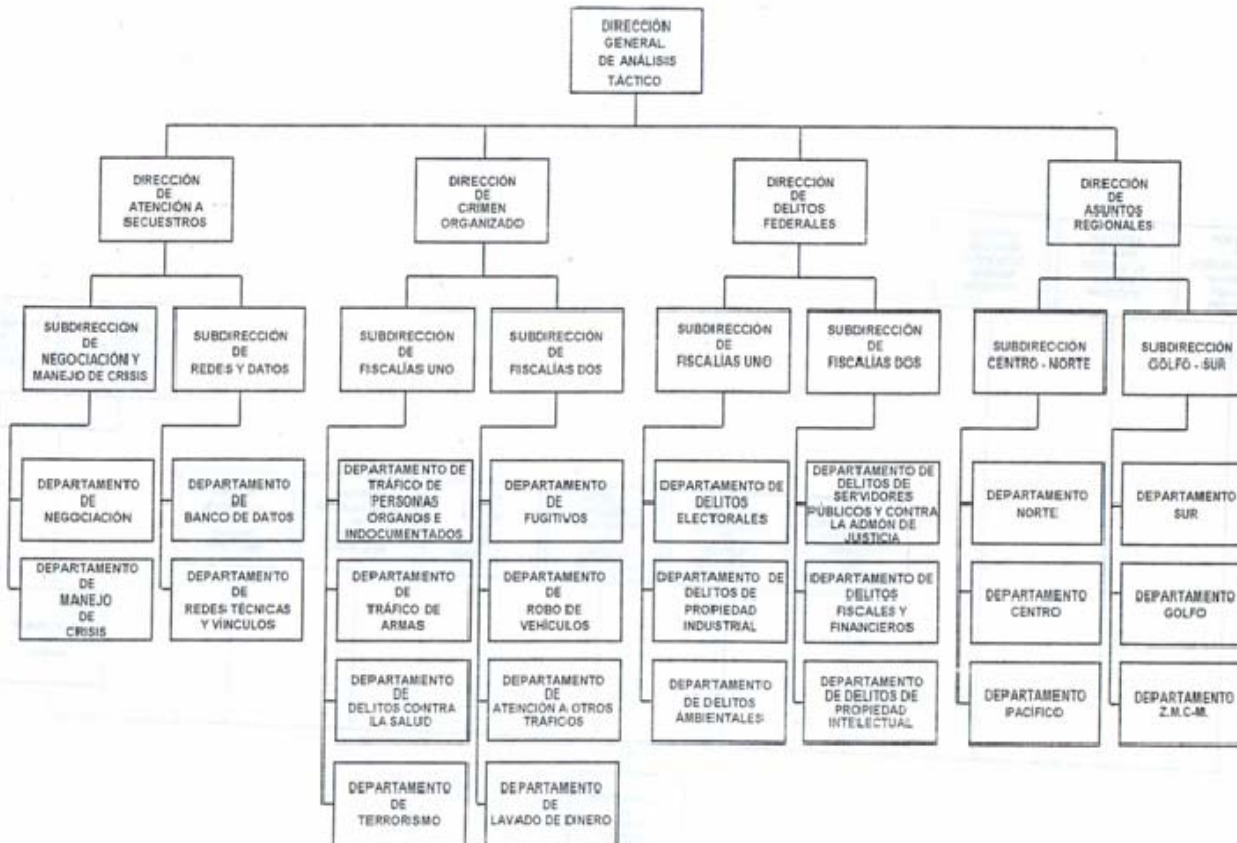 DIRECCIÓN
GENERAL
DE ANÁLISIS
TÁCTICO
DIRECCIÓN
DE
ATENCIÓN A
SECUESTROS
DIRECCIÓN
DE
CRIMEN
ORGANIZADO
DIRECCIÓN
DE
DELITOS
FEDERALES
DIRECCIÓN
DE
ASUNTOS
REGIONALES
SUBDIRECCIÓN
DE
NEGOCIACIÓN Y
MANEJO DE CRISIS
SUBDIRECCIÓN
DE
REDES Y DATOS
SUBDIRECCIÓN
DE
FISCALÍAS UNO
SUBDIRECCIÓN
DE
FISCALÍAS DOS
SUBDIRECCIÓN
DE
FISCALÍAS UNO
SUBDIRECCIÓN
DE
FISCALÍAS DOS
SUBDIRECCIÓN
CENTRO - NORTE
SUBDIRECCIÓN
GOLFO - SUR
DEPARTAMENTO
DE
NEGOCIACIÓN
DEPARTAMENTO
DE
BANCO DE DATOS
DEPARTAMENTO DE
TRÁFICO DE
PERSONAS
ORGANOS E
INDOCUMENTADOS
DEPARTAMENTO
DE
FUGITIVOS
DEPARTAMENTO DE
DELITOS
ELECTORALES
DEPARTAMENTO DE
DELITOS DE
SERVIDORES
PÚBLICOS Y CONTRA
LA ADMÓN DE
JUSTICIA
DEPARTAMENTO
NORTE
DEPARTAMENTO
SUR
DEPARTAMENTO
DE
MANEJO
DE
CRISIS
DEPARTAMENTO
DE
REDES TÉCNICAS
Y VÍNCULOS
DEPARTAMENTO
DE
TRÁFICO DE
ARMAS
DEPARTAMENTO
DE
ROBO DE
VEHÍCULOS
DEPARTAMENTO DE
DELITOS DE
PROPIEDAD
INDUSTRIAL
DEPARTAMENTO DE
DELITOS
FISCALES Y
FINANCIEROS
DEPARTAMENTO
CENTRO
DEPARTAMENTO
GOLFO
DEPARTAMENTO
DE
DELITOS CONTRA
LA SALUD
DEPARTAMENTO
DE
ATENCIÓN A OTROS
TRÁFICOS
DEPARTAMENTO
DE DELITOS
AMBIENTALES
DEPARTAMENTO
DE DELITOS DE
PROPIEDAD
INTELECTUAL
DEPARTAMENTO
PACÍFICO
DEPARTAMENTO
Z.M.C-M.
DEPARTAMENTO
DE
TERRORISMO
DEPARTAMENTO
DE
LAVADO DE DINERO